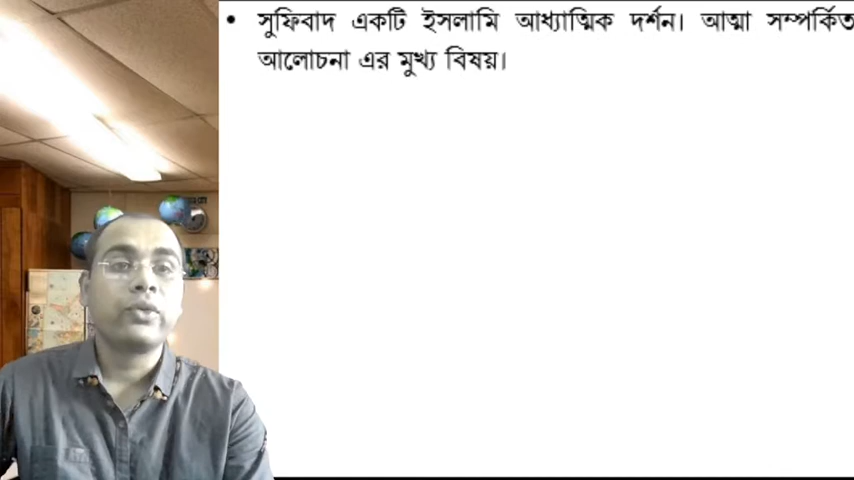 • সুফিবাদ একটি ইসলামি আধ্যাত্মিক দর্শন। আত্মা সম্পর্কিত
আলোচনা এর মুখ্য বিষয়।